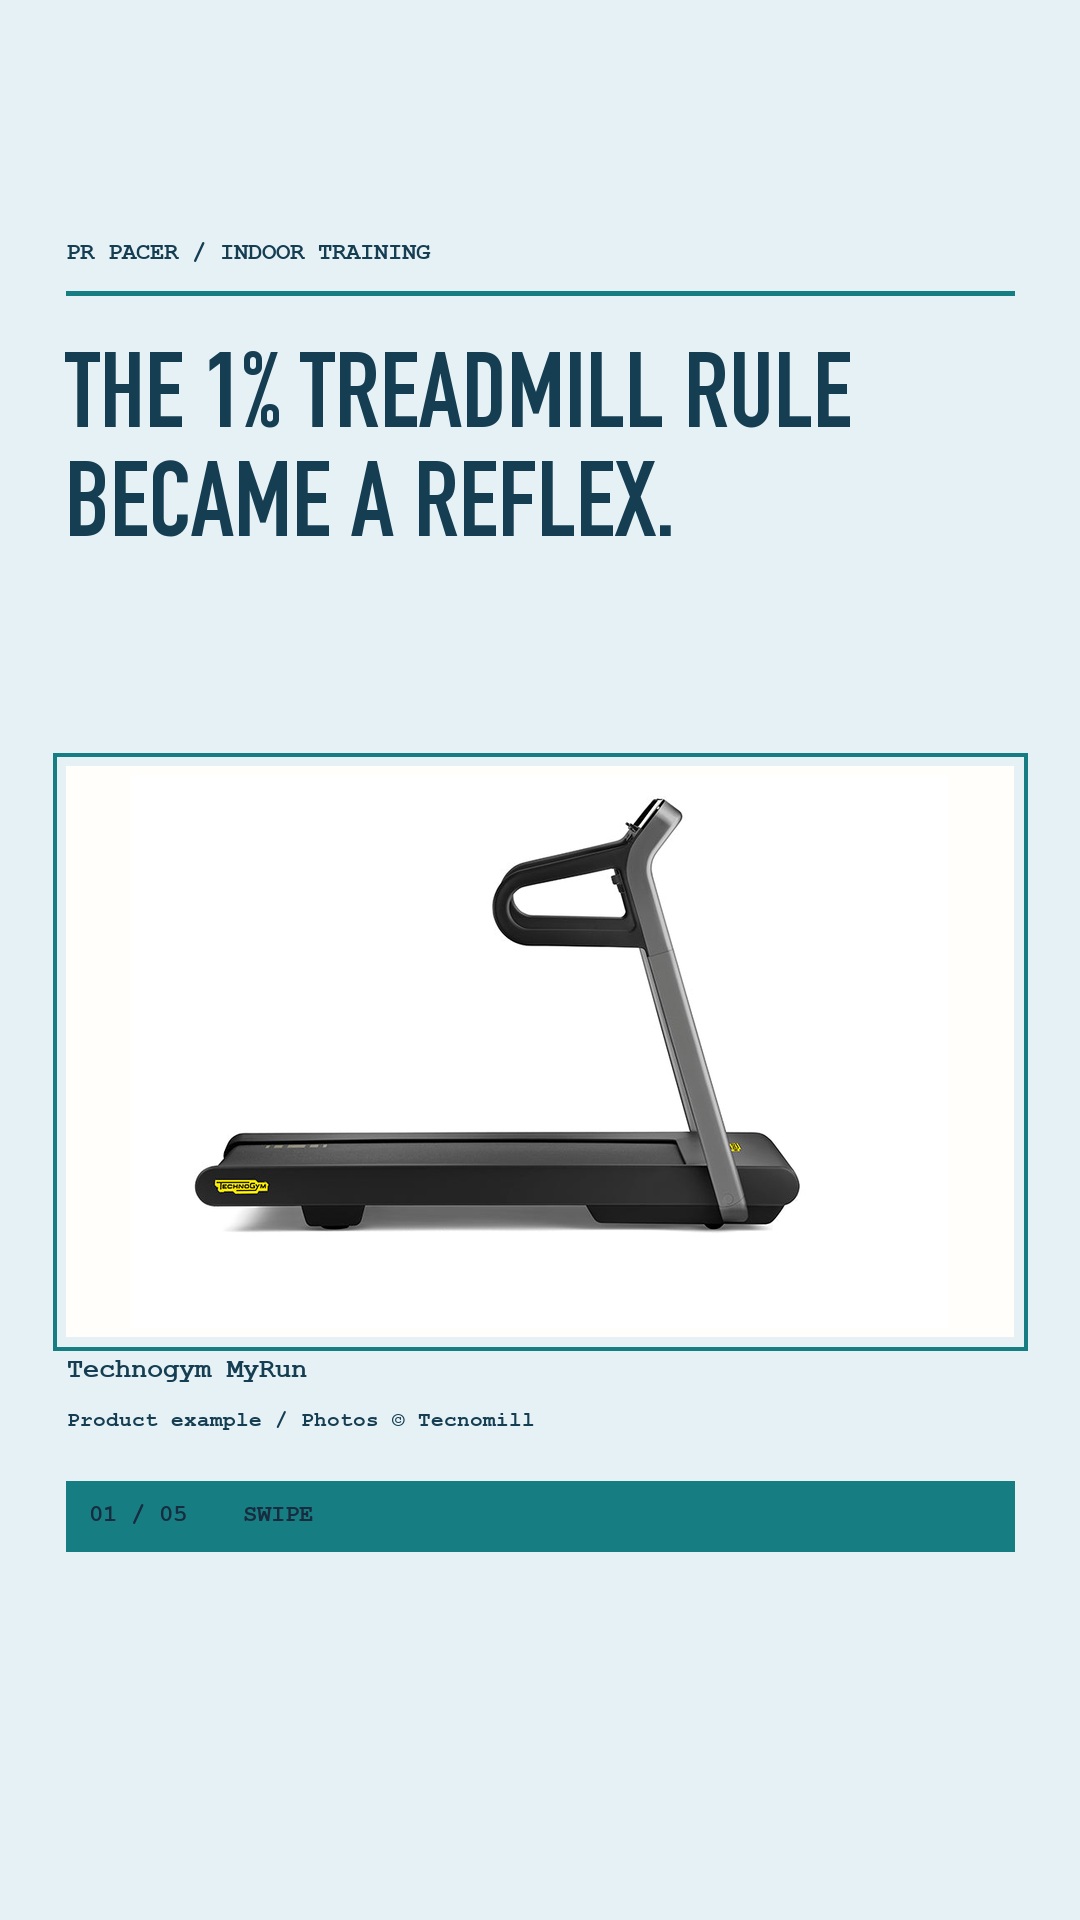 PR PACER / INDOOR TRAINING
THE 1% TREADMILL RULE
BECAME A REFLEX.
TECHNOGYM
Technogym MyRun
Product example / Photos © Tecnomill
01 / 05 SWIPE